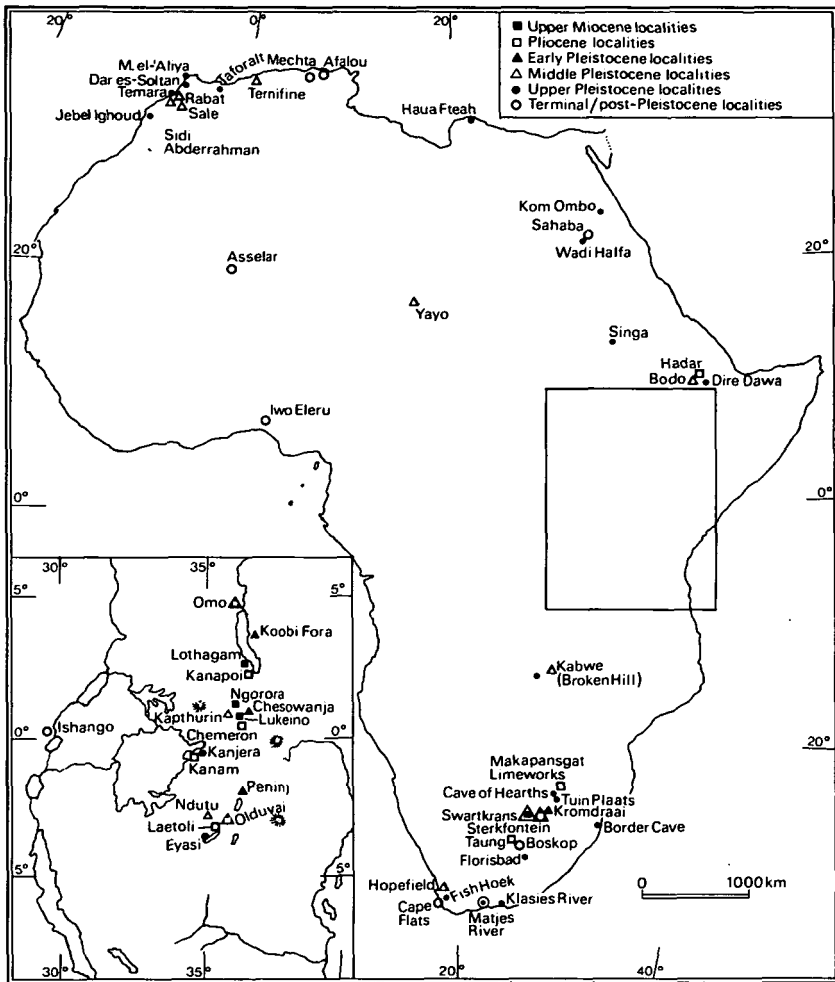 20°
0°
20°
Upper Miocene localities
Pliocene localities
Early Pleistocene localities
Middle Pleistocene localities
Upper Pleistocene localities
Terminal/post-Pleistocene localities
M.el-'Aliya
Dar es-Soltan
Temara
Taforalt
Mechta
Afalou
Rabat
Sale
Ternifine
Jebel Ighoud
Sidi
Abderrahman
Haua Fteah
Kom Ombo
Sahaba
Wadi Halfa
20°
20°
Asselar
Yayo
Singa
Hadar
Bodo
Dire Dawa
Iwo Eleru
0°
0°
30°
35°
5°
5°
Omo
Koobi Fora
Lothagam
Kanapoi
Ngorora
Chesowanja
Kapthurin
Lukeino
Chemeron
Ishango
0°
0°
Kanjera
Kanam
Peninj
Ndutu
Olduvai
Laetoli
Eyasi
5°
5°
30°
35°
Kabwe
(Broken Hill)
20°
Makapansgat
Limeworks
Cave of Hearths
Tuin Plaats
Swartkrans
Kromdraai
Sterkfontein
Border Cave
Taung
Boskop
Florisbad
Hopefield
Fish Hoek
Klasies River
Cape
Flats
Matjes
River
0
1000 km
20°
40°